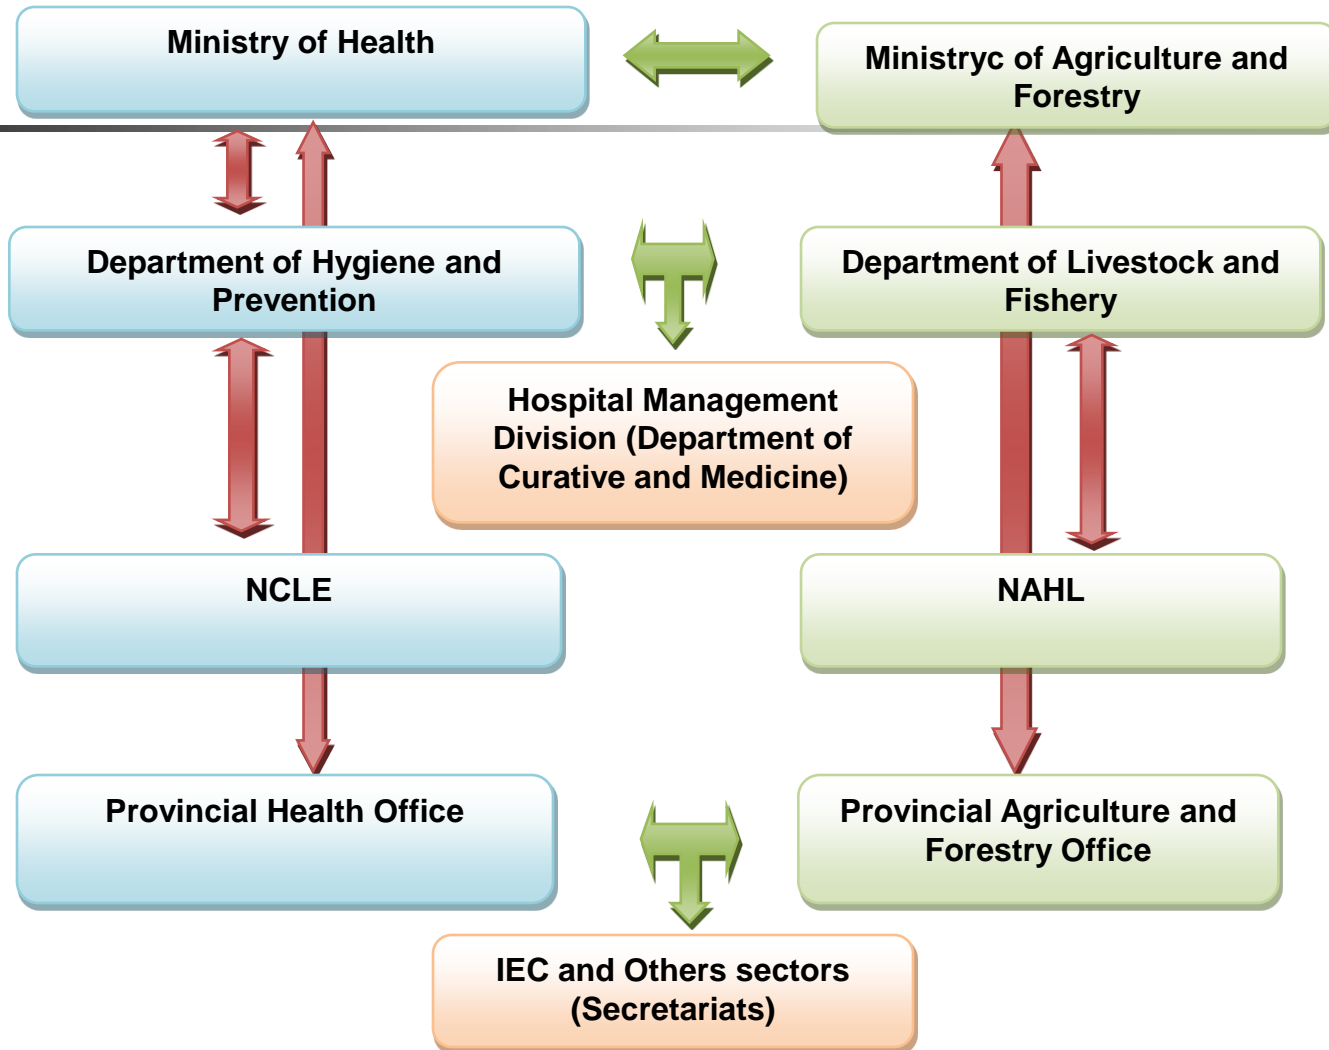 Ministry of Health
Ministryc of Agriculture and
Forestry
Department of Hygiene and
Prevention
Department of Livestock and
Fishery
Hospital Management
Division (Department of
Curative and Medicine)
NCLE
NAHL
Provincial Health Office
Provincial Agriculture and
Forestry Office
IEC and Others sectors
(Secretariats)